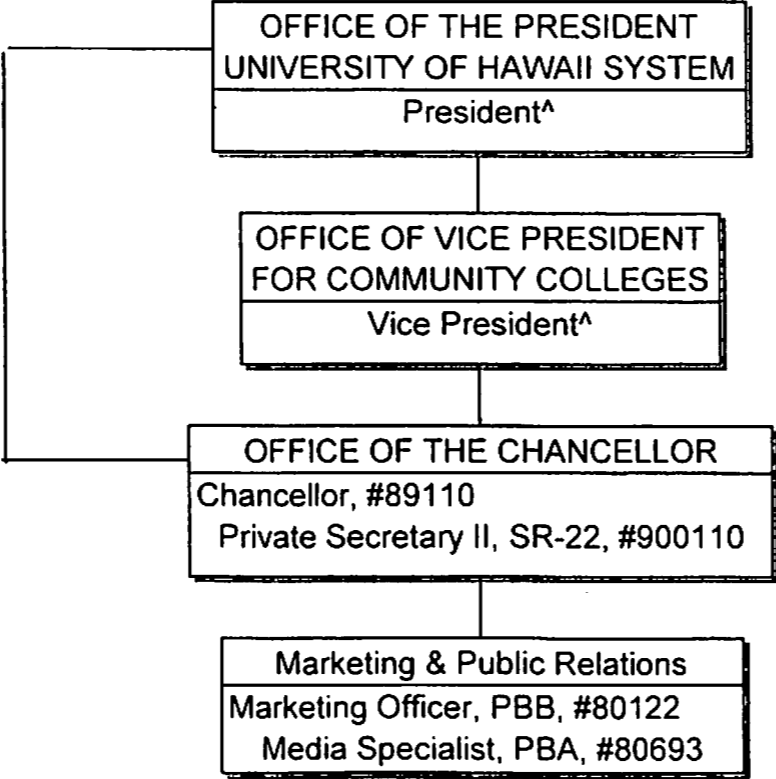 OFFICE OF THE PRESIDENT
UNIVERSITY OF HAWAII SYSTEM
President^
OFFICE OF VICE PRESIDENT
FOR COMMUNITY COLLEGES
Vice President^
OFFICE OF THE CHANCELLOR
Chancellor, #89110
Private Secretary II, SR-22, #900110
Marketing & Public Relations
Marketing Officer, PBB, #80122
Media Specialist, PBA, #80693